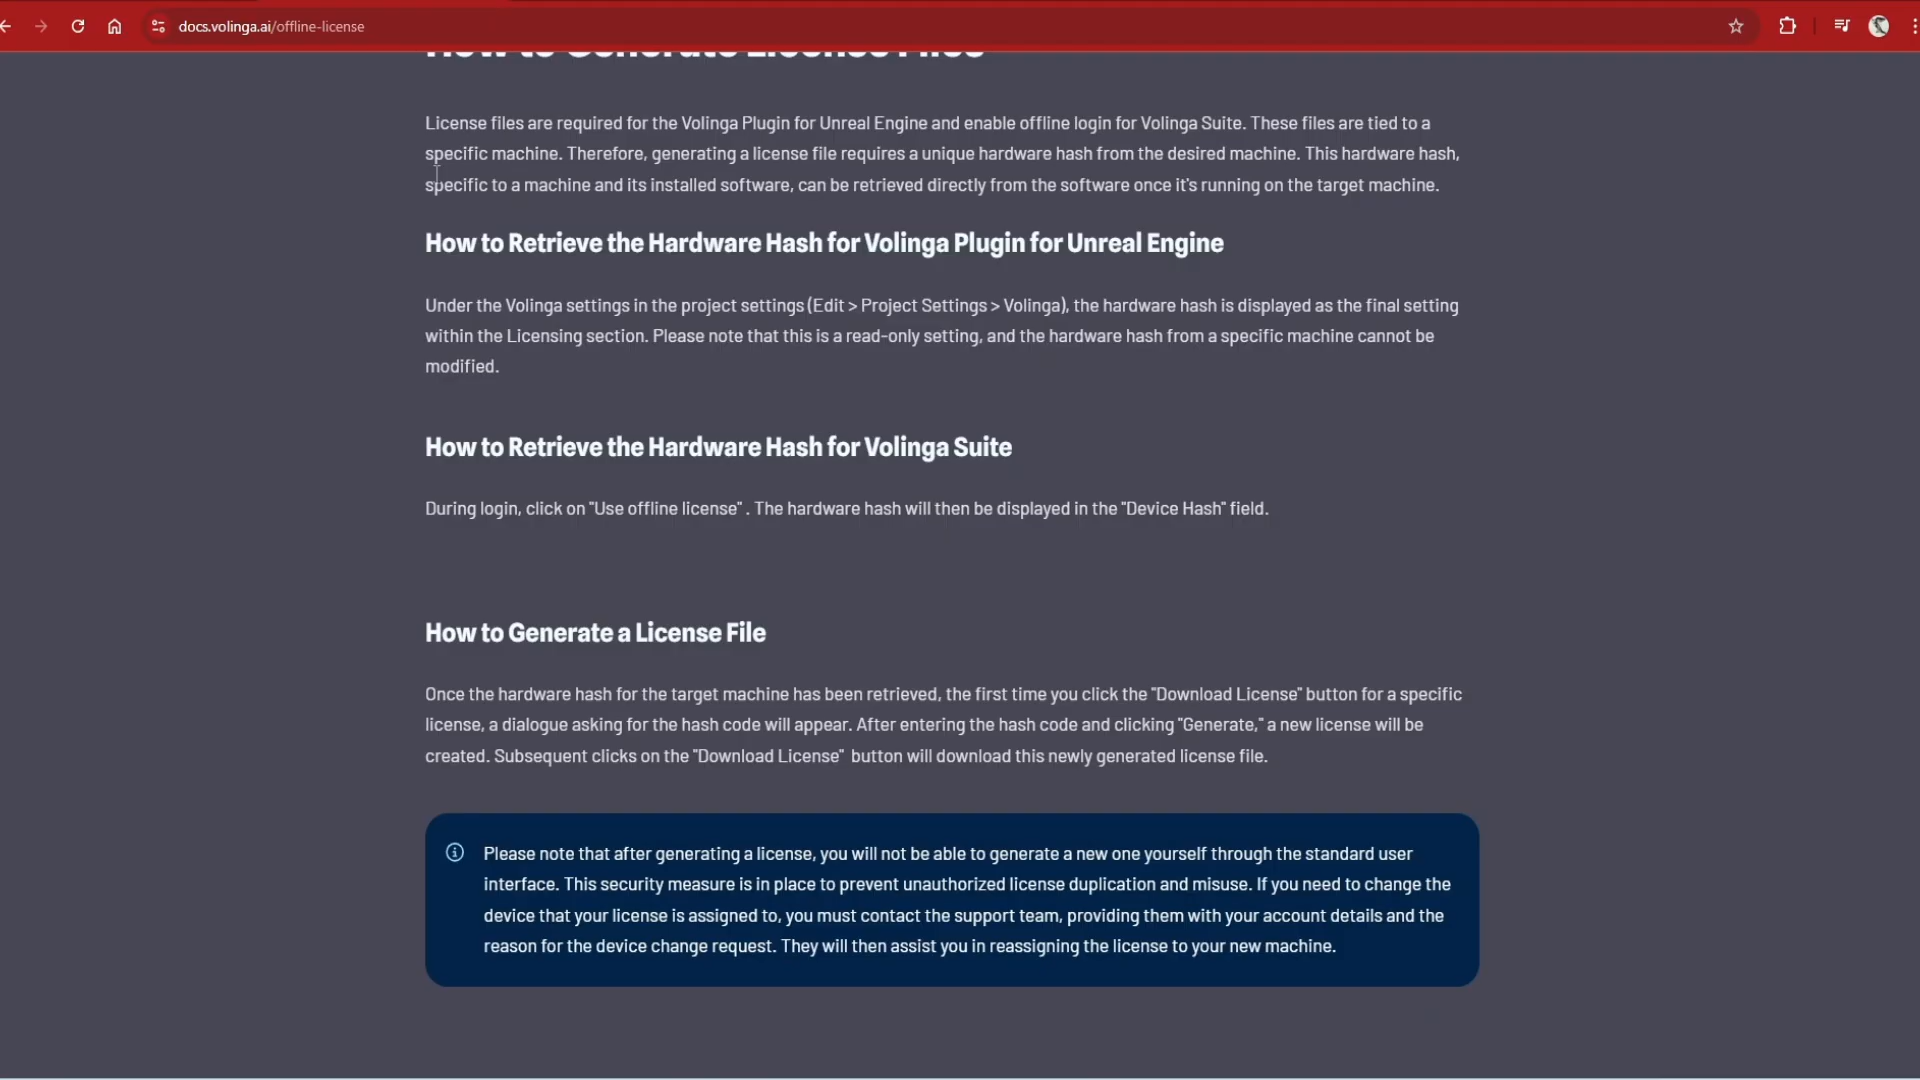 docs.volinga.ai/offline-license
How to Generate License Files
License files are required for the Volinga Plugin for Unreal Engine and enable offline login for Volinga Suite. These files are tied to a
specific machine. Therefore, generating a license file requires a unique hardware hash from the desired machine. This hardware hash,
specific to a machine and its installed software, can be retrieved directly from the software once it's running on the target machine.
How to Retrieve the Hardware Hash for Volinga Plugin for Unreal Engine
Under the Volinga settings in the project settings (Edit > Project Settings > Volinga), the hardware hash is displayed as the final setting
within the Licensing section. Please note that this is a read-only setting, and the hardware hash from a specific machine cannot be
modified.
How to Retrieve the Hardware Hash for Volinga Suite
During login, click on "Use offline license" . The hardware hash will then be displayed in the "Device Hash" field.
How to Generate a License File
Once the hardware hash for the target machine has been retrieved, the first time you click the "Download License" button for a specific
license, a dialogue asking for the hash code will appear. After entering the hash code and clicking "Generate," a new license will be
created. Subsequent clicks on the "Download License"  button will download this newly generated license file.
Please note that after generating a license, you will not be able to generate a new one yourself through the standard user
interface. This security measure is in place to prevent unauthorized license duplication and misuse. If you need to change the
device that your license is assigned to, you must contact the support team, providing them with your account details and the
reason for the device change request. They will then assist you in reassigning the license to your new machine.